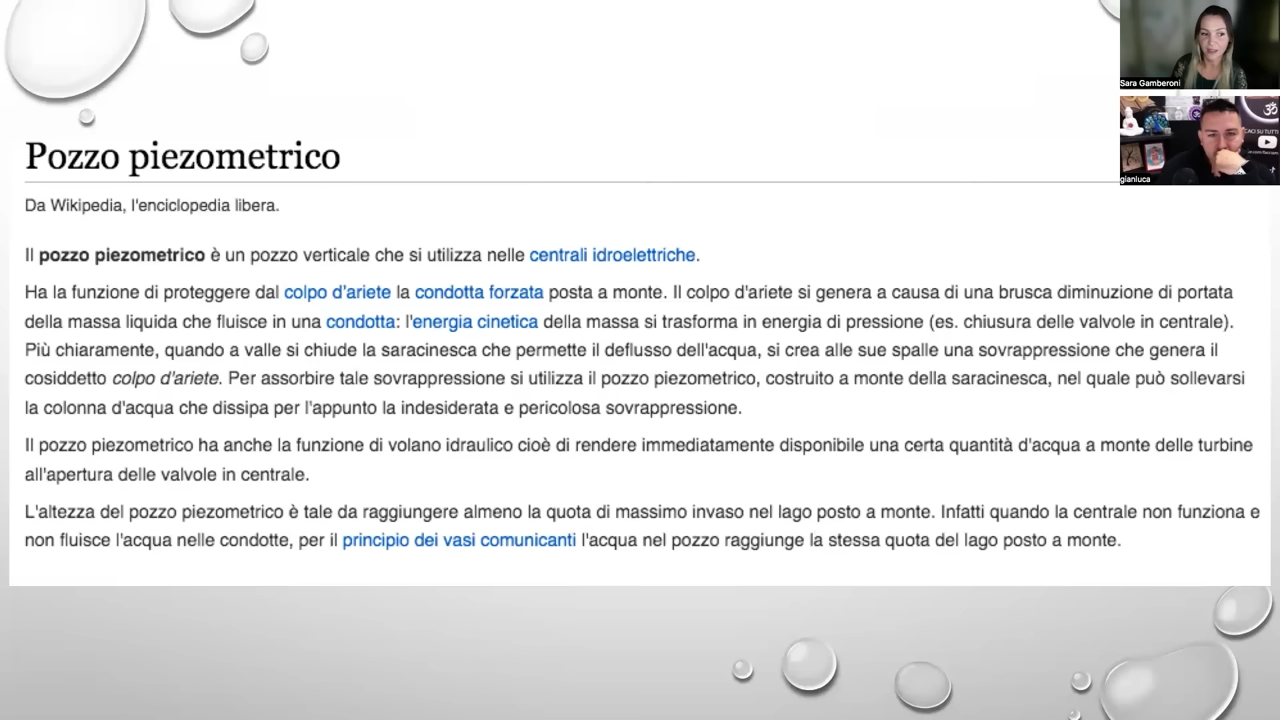 Pozzo piezometrico
Da Wikipedia, l'enciclopedia libera.
Il pozzo piezometrico è un pozzo verticale che si utilizza nelle centrali idroelettriche.
Ha la funzione di proteggere dal colpo d'ariete la condotta forzata posta a monte. Il colpo d'ariete si genera a causa di una brusca diminuzione di portata
della massa liquida che fluisce in una condotta: l'energia cinetica della massa si trasforma in energia di pressione (es. chiusura delle valvole in centrale).
Più chiaramente, quando a valle si chiude la saracinesca che permette il deflusso dell'acqua, si crea alle sue spalle una sovrappressione che genera il
cosiddetto colpo d'ariete. Per assorbire tale sovrappressione si utilizza il pozzo piezometrico, costruito a monte della saracinesca, nel quale può sollevarsi
la colonna d'acqua che dissipa per l'appunto la indesiderata e pericolosa sovrappressione.
Il pozzo piezometrico ha anche la funzione di volano idraulico cioè di rendere immediatamente disponibile una certa quantità d'acqua a monte delle turbine
all'apertura delle valvole in centrale.
L'altezza del pozzo piezometrico è tale da raggiungere almeno la quota di massimo invaso nel lago posto a monte. Infatti quando la centrale non funziona e
non fluisce l'acqua nelle condotte, per il principio dei vasi comunicanti l'acqua nel pozzo raggiunge la stessa quota del lago posto a monte.
Sara Gamberoni
gianluca